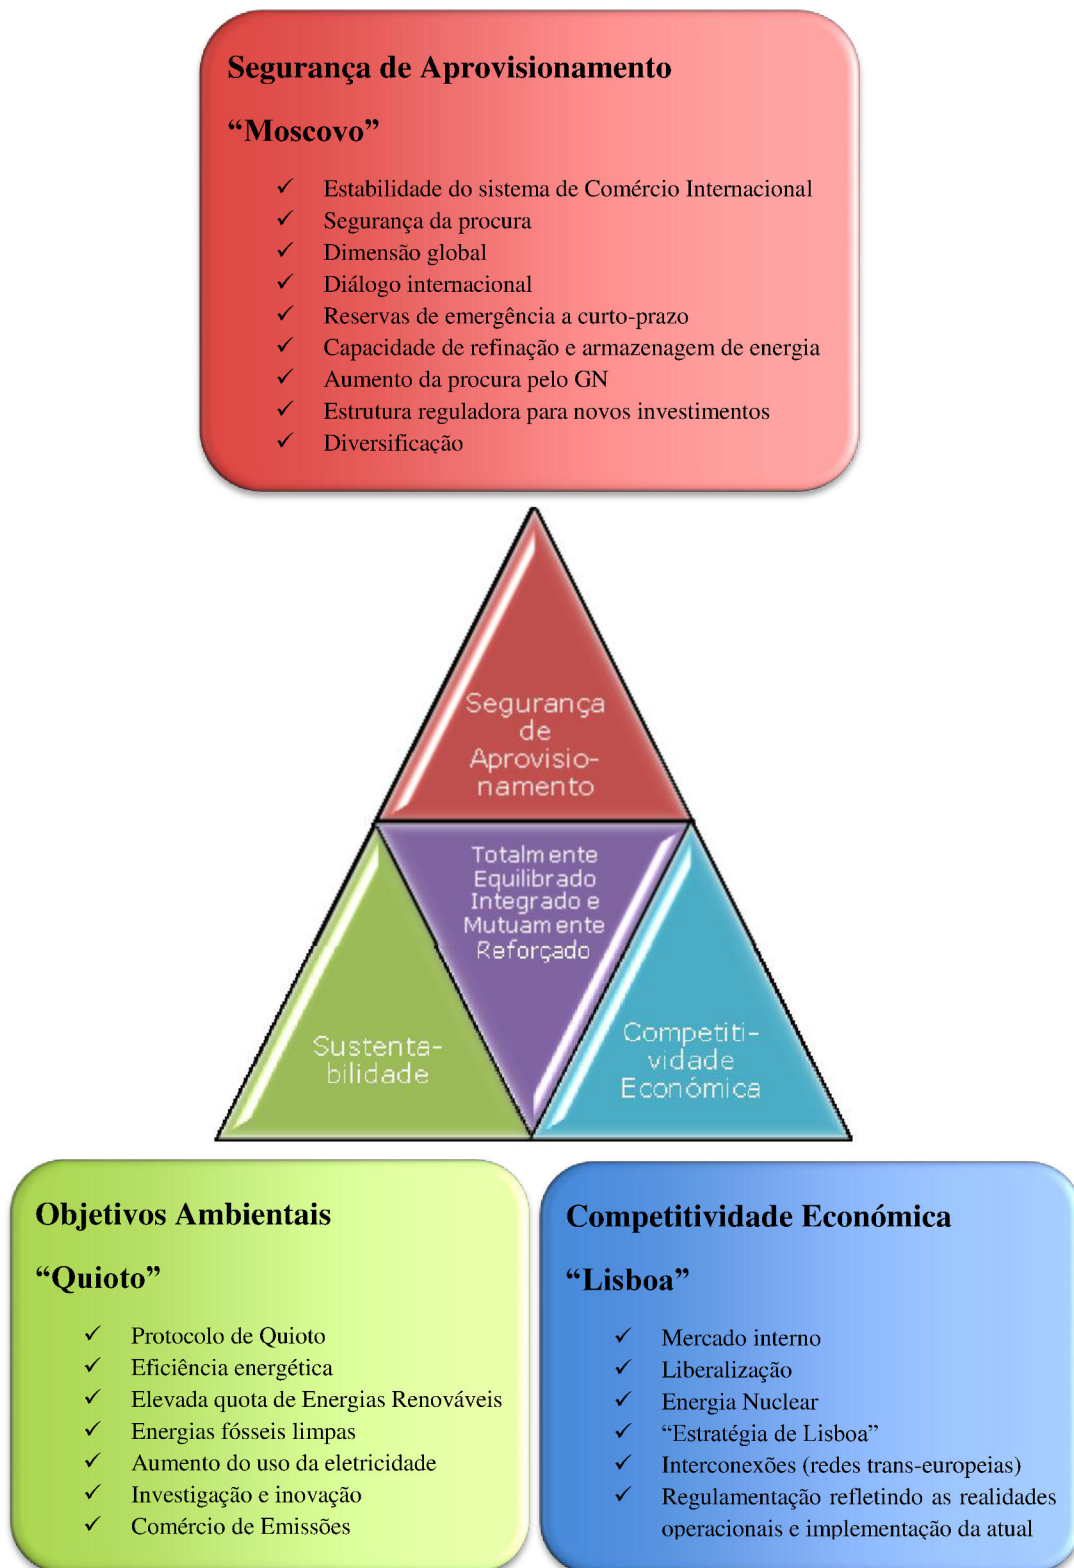 Segurança de Aprovisionamento
“Moscovo”
✓ Estabilidade do sistema de Comércio Internacional
✓ Segurança da procura
✓ Dimensão global
✓ Diálogo internacional
✓ Reservas de emergência a curto-prazo
✓ Capacidade de refinação e armazenagem de energia
✓ Aumento da procura pelo GN
✓ Estrutura reguladora para novos investimentos
✓ Diversificação
Segurança
de
Aprovisio-
namento
Totalmente
Equilibrado
Integrado e
Mutuamente
Reforçado
Sustenta-
bilidade
Competiti-
vidade
Económica
Objetivos Ambientais
“Quioto”
✓ Protocolo de Quioto
✓ Eficiência energética
✓ Elevada quota de Energias Renováveis
✓ Energias fósseis limpas
✓ Aumento do uso da eletricidade
✓ Investigação e inovação
✓ Comércio de Emissões
Competitividade Económica
“Lisboa”
✓ Mercado interno
✓ Liberalização
✓ Energia Nuclear
✓ “Estratégia de Lisboa”
✓ Interconexões (redes trans-europeias)
✓ Regulamentação refletindo as realidades
operacionais e implementação da atual